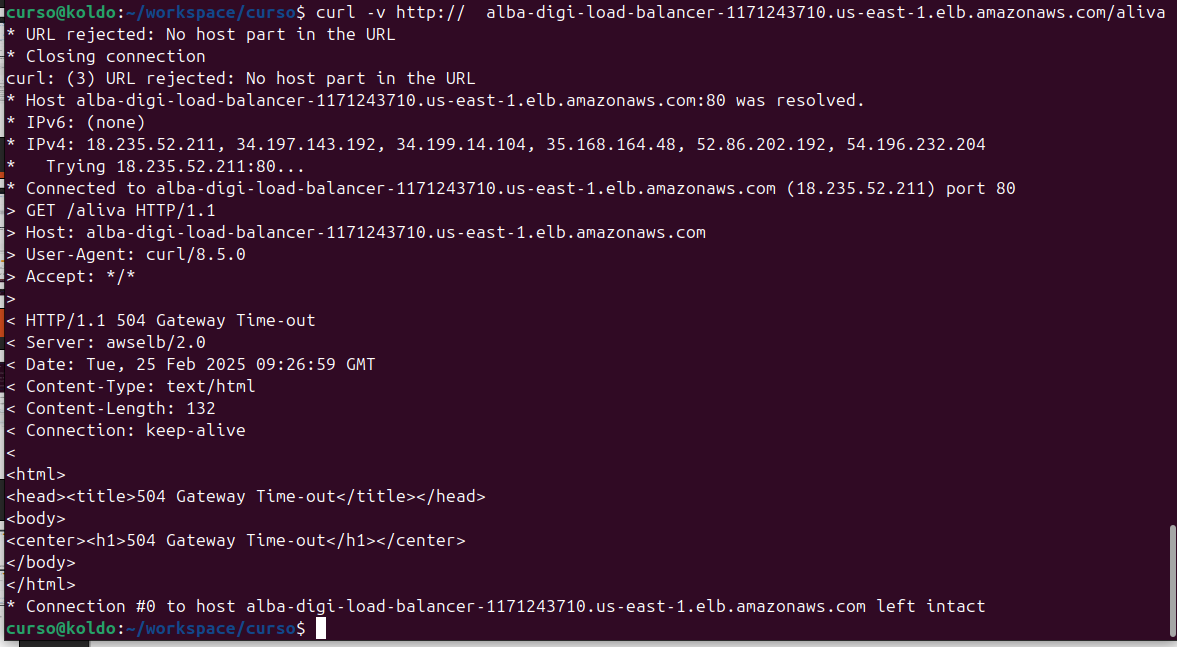 curso@koldo:~/workspace/curso$ curl -v http://  alba-digi-load-balancer-1171243710.us-east-1.elb.amazonaws.com/aliva
* URL rejected: No host part in the URL
* Closing connection
curl: (3) URL rejected: No host part in the URL
* Host alba-digi-load-balancer-1171243710.us-east-1.elb.amazonaws.com:80 was resolved.
* IPv6: (none)
* IPv4: 18.235.52.211, 34.197.143.192, 34.199.14.104, 35.168.164.48, 52.86.202.192, 54.196.232.204
*   Trying 18.235.52.211:80...
* Connected to alba-digi-load-balancer-1171243710.us-east-1.elb.amazonaws.com (18.235.52.211) port 80
> GET /aliva HTTP/1.1
> Host: alba-digi-load-balancer-1171243710.us-east-1.elb.amazonaws.com
> User-Agent: curl/8.5.0
> Accept: */*
>
< HTTP/1.1 504 Gateway Time-out
< Server: awselb/2.0
< Date: Tue, 25 Feb 2025 09:26:59 GMT
< Content-Type: text/html
< Content-Length: 132
< Connection: keep-alive
<
<html>
<head><title>504 Gateway Time-out</title></head>
<body>
<center><h1>504 Gateway Time-out</h1></center>
</body>
</html>
* Connection #0 to host alba-digi-load-balancer-1171243710.us-east-1.elb.amazonaws.com left intact
curso@koldo:~/workspace/curso$